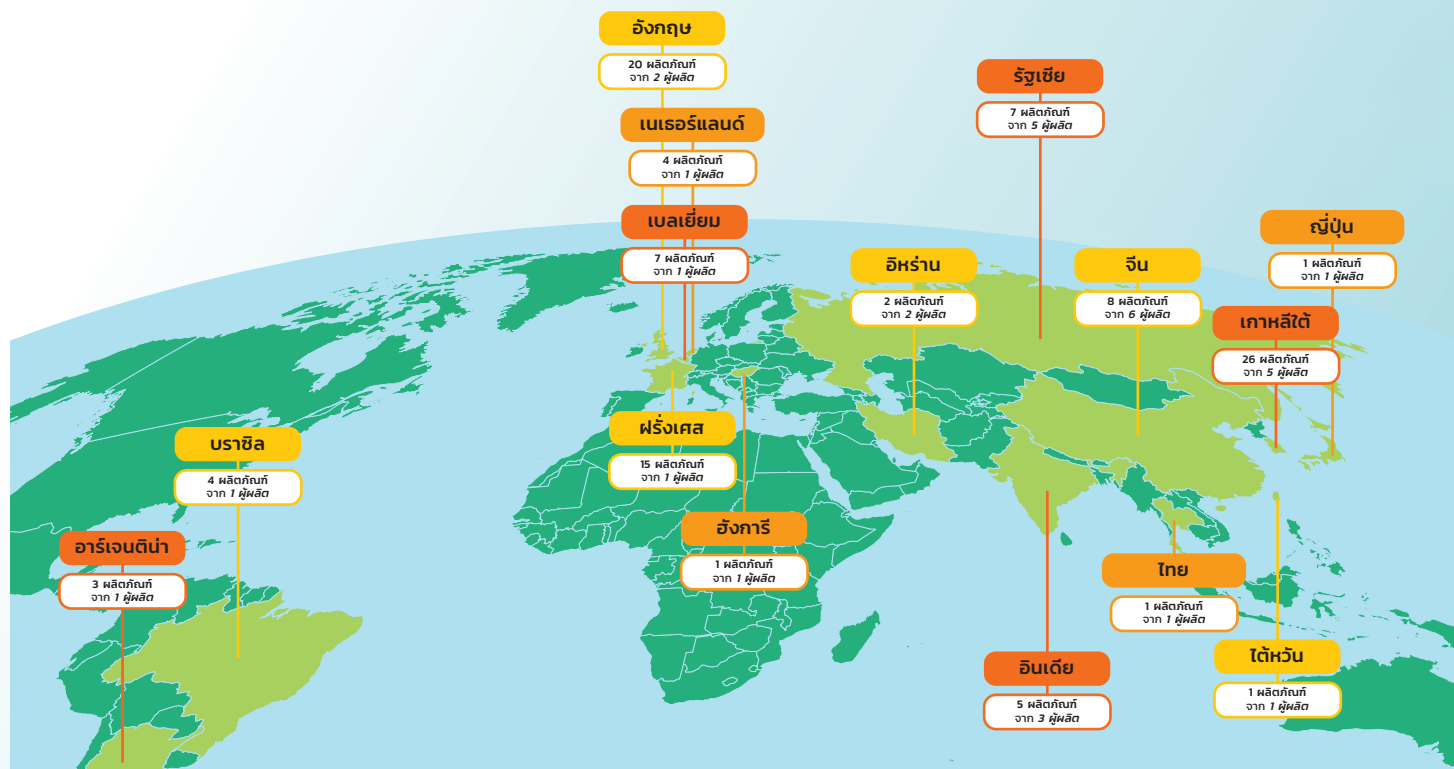 อังกฤษ
20 ผลิตภัณฑ์
จาก 2 ผู้ผลิต
รัฐเซีย
7 ผลิตภัณฑ์
จาก 5 ผู้ผลิต
เนเธอร์แลนด์
4 ผลิตภัณฑ์
จาก 1 ผู้ผลิต
เบลเยี่ยม
7 ผลิตภัณฑ์
จาก 1 ผู้ผลิต
ญี่ปุ่น
1 ผลิตภัณฑ์
จาก 1 ผู้ผลิต
อิหร่าน
2 ผลิตภัณฑ์
จาก 2 ผู้ผลิต
จีน
8 ผลิตภัณฑ์
จาก 6 ผู้ผลิต
เกาหลีใต้
26 ผลิตภัณฑ์
จาก 5 ผู้ผลิต
บราซิล
4 ผลิตภัณฑ์
จาก 1 ผู้ผลิต
ฝรั่งเศส
15 ผลิตภัณฑ์
จาก 1 ผู้ผลิต
อาร์เจนติน่า
3 ผลิตภัณฑ์
จาก 1 ผู้ผลิต
ฮังการี
1 ผลิตภัณฑ์
จาก 1 ผู้ผลิต
ไทย
1 ผลิตภัณฑ์
จาก 1 ผู้ผลิต
อินเดีย
5 ผลิตภัณฑ์
จาก 3 ผู้ผลิต
ไต้หวัน
1 ผลิตภัณฑ์
จาก 1 ผู้ผลิต